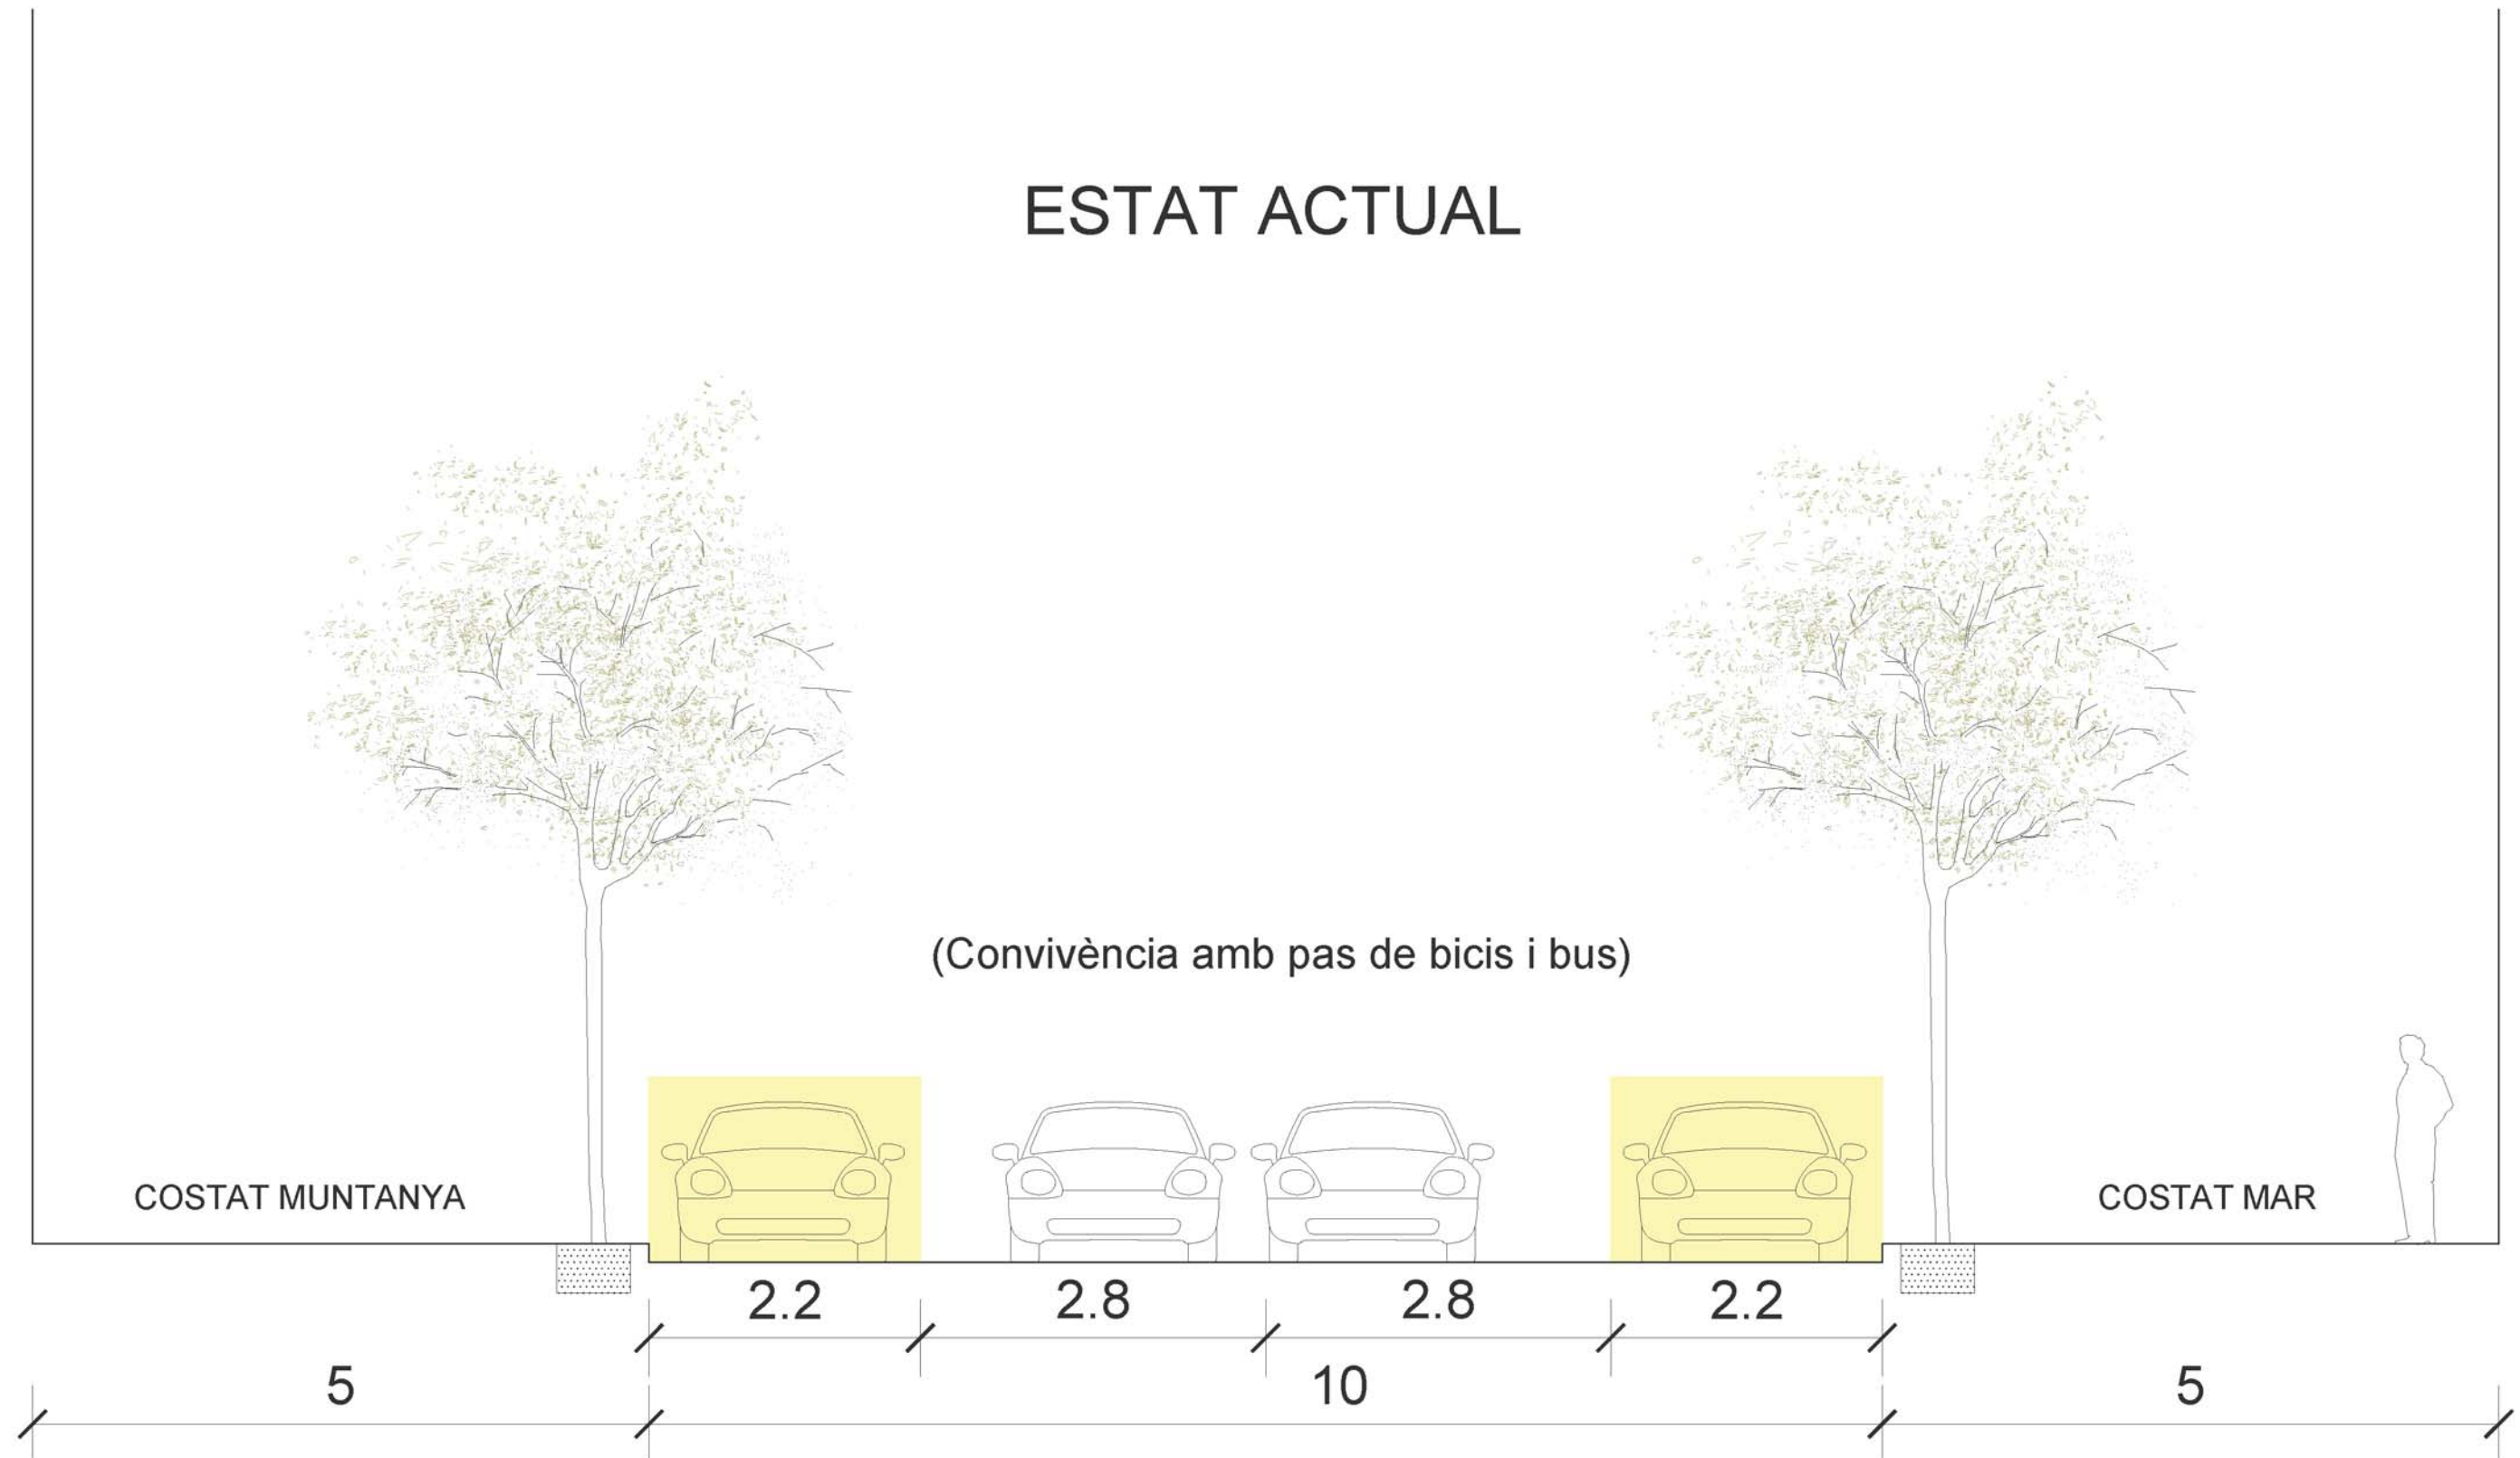 ESTAT ACTUAL
(Convivència amb pas de bicis i bus)
COSTAT MUNTANYA
COSTAT MAR
2.2
2.8
2.8
2.2
5
10
5